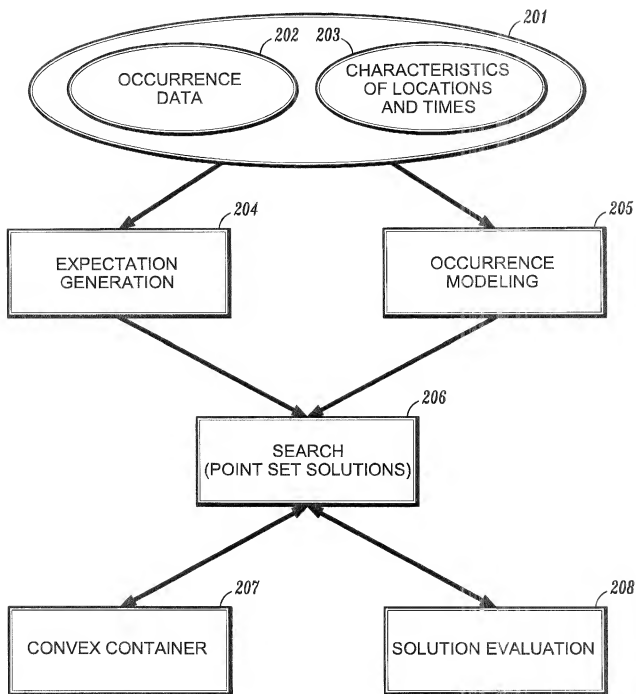 201
202
203
OCCURRENCE
DATA
CHARACTERISTICS
OF LOCATIONS
AND TIMES
204
205
EXPECTATION
GENERATION
OCCURRENCE
MODELING
206
SEARCH
(POINT SET SOLUTIONS)
207
208
CONVEX CONTAINER
SOLUTION EVALUATION